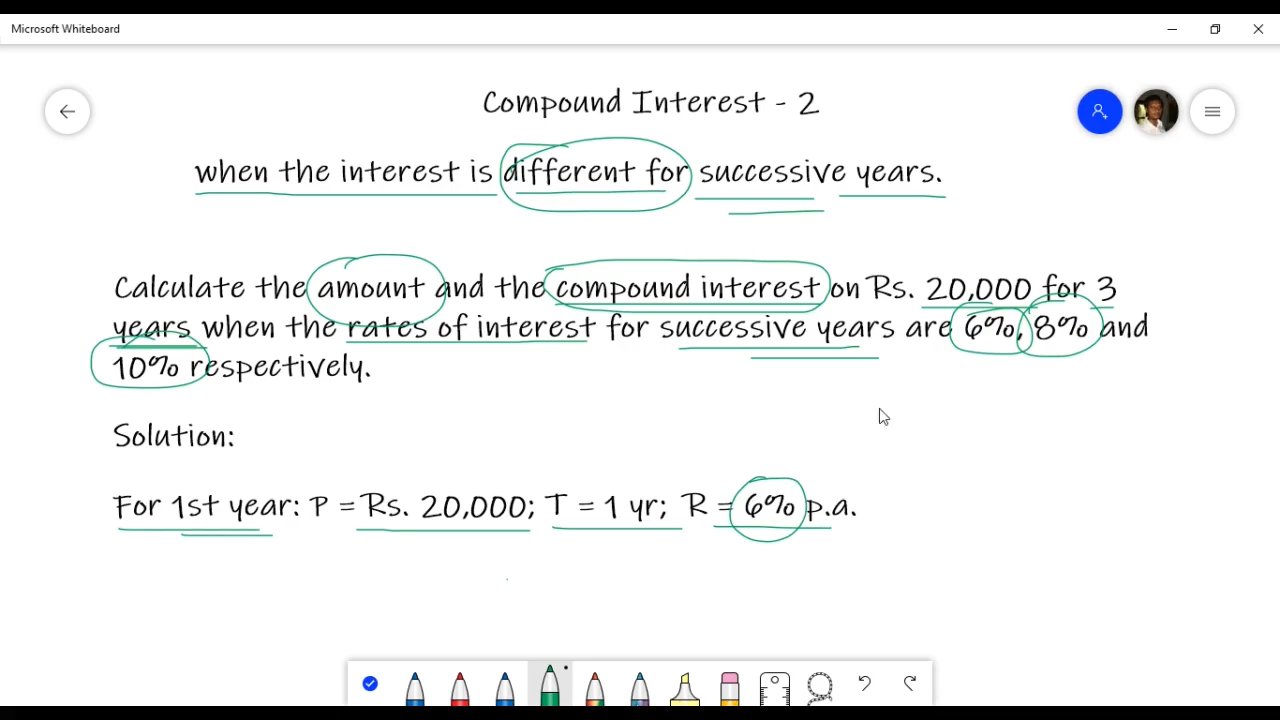 Microsoft Whiteboard
Compound Interest - 2
when the interest is different for successive years.
Calculate the amount and the compound interest on Rs. 20,000 for 3
years when the rates of interest for successive years are 6%, 8% and
10% respectively.
Solution:
For 1st year: P = Rs. 20,000; T = 1 yr; R = 6% p.a.